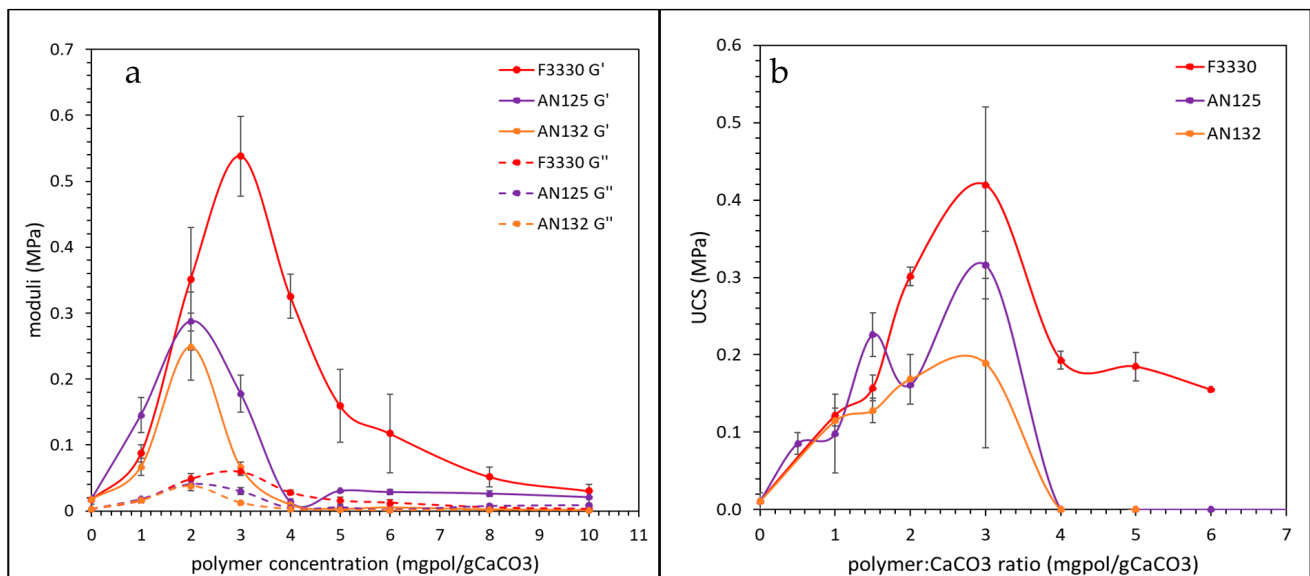 a
0.7
0.6
0.5
0.4
0.3
0.2
0.1
0
moduli (MPa)
F3330 G'
AN125 G'
AN132 G'
F3330 G''
AN125 G''
AN132 G''
0 1 2 3 4 5 6 7 8 9 10 11
polymer concentration (mgpol/gCaCO3)
b
0.6
0.5
0.4
0.3
0.2
0.1
0.0
UCS (MPa)
F3330
AN125
AN132
0 1 2 3 4 5 6 7
polymer:CaCO3 ratio (mgpol/gCaCO3)